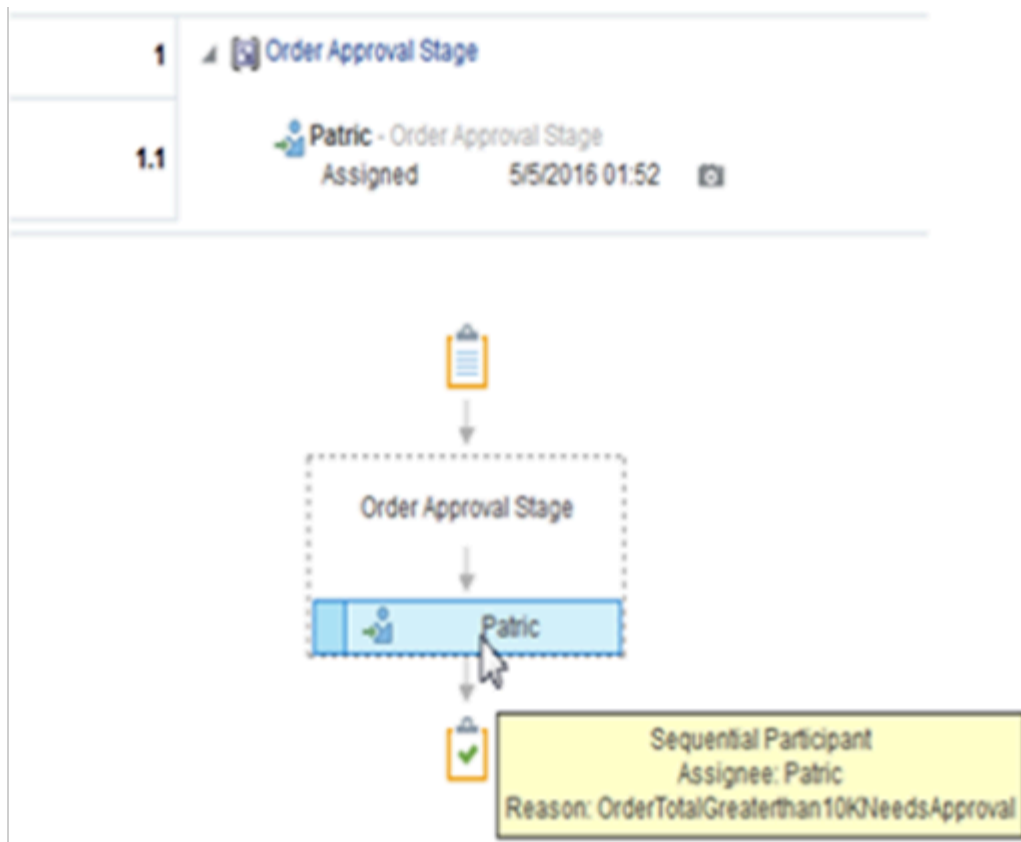 1 Order Approval Stage
1.1 Patric - Order Approval Stage
Assigned 5/5/2016 01:52
Order Approval Stage
Patric
Sequential Participant
Assignee: Patric
Reason: OrderTotalGreaterthan10KNeedsApproval